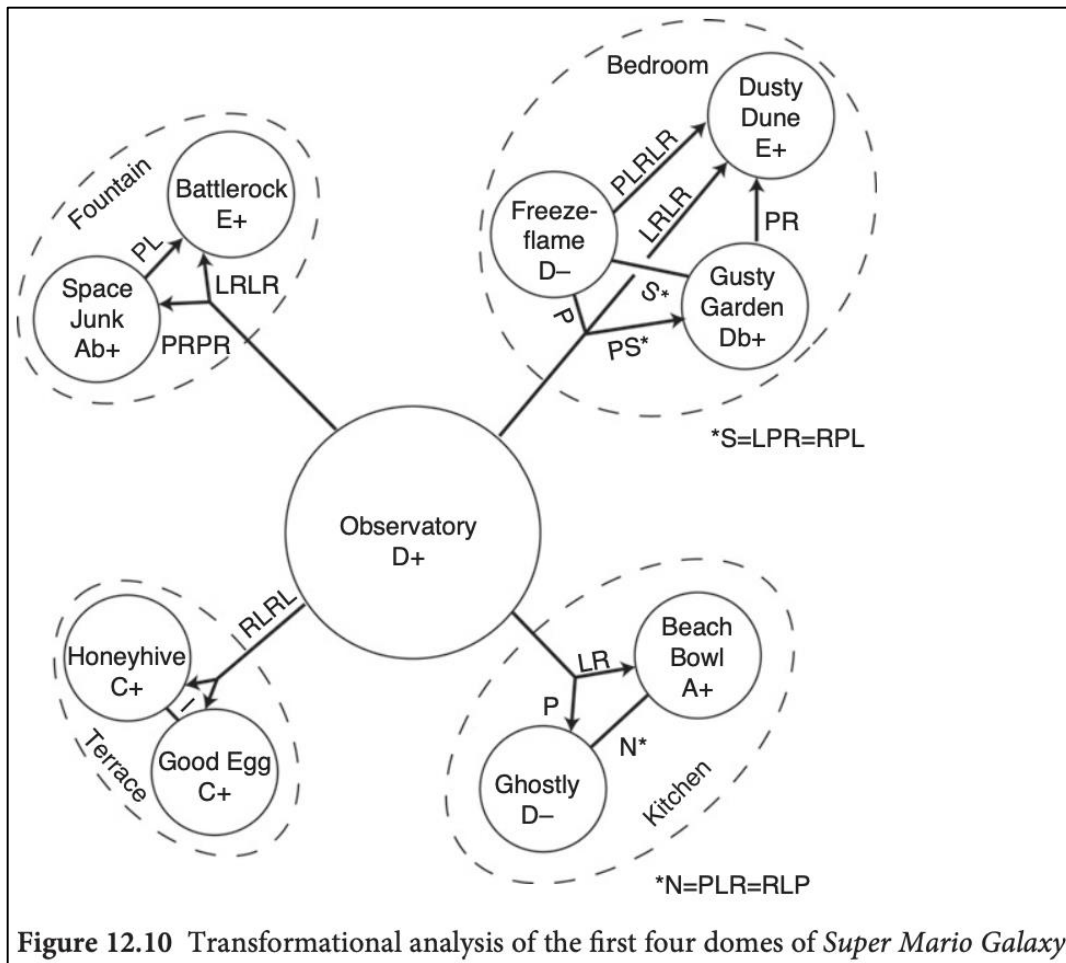 Fountain
Battlerock
E+
Space
Junk
Ab+
PL
LRLR
PRPR
Bedroom
Dusty
Dune
E+
Freeze-
flame
D–
Gusty
Garden
Db+
PLRLR
LRLR
PR
S*
P
PS*
*S=LPR=RPL
Observatory
D+
RLRL
Honeyhive
C+
I
Good Egg
C+
Terrace
LR
P
Beach
Bowl
A+
N*
Ghostly
D–
Kitchen
*N=PLR=RLP
Figure 12.10 Transformational analysis of the first four domes of Super Mario Galaxy